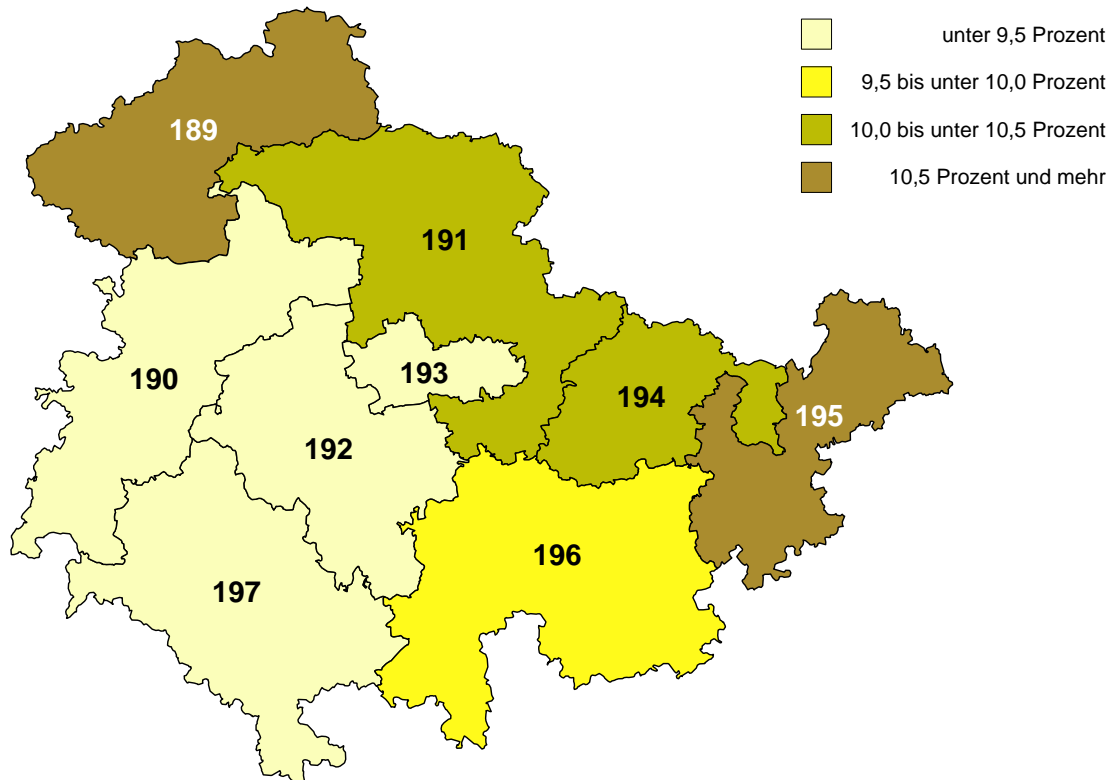 unter 9,5 Prozent
9,5 bis unter 10,0 Prozent
10,0 bis unter 10,5 Prozent
10,5 Prozent und mehr
189
191
190
193
194
195
192
196
197